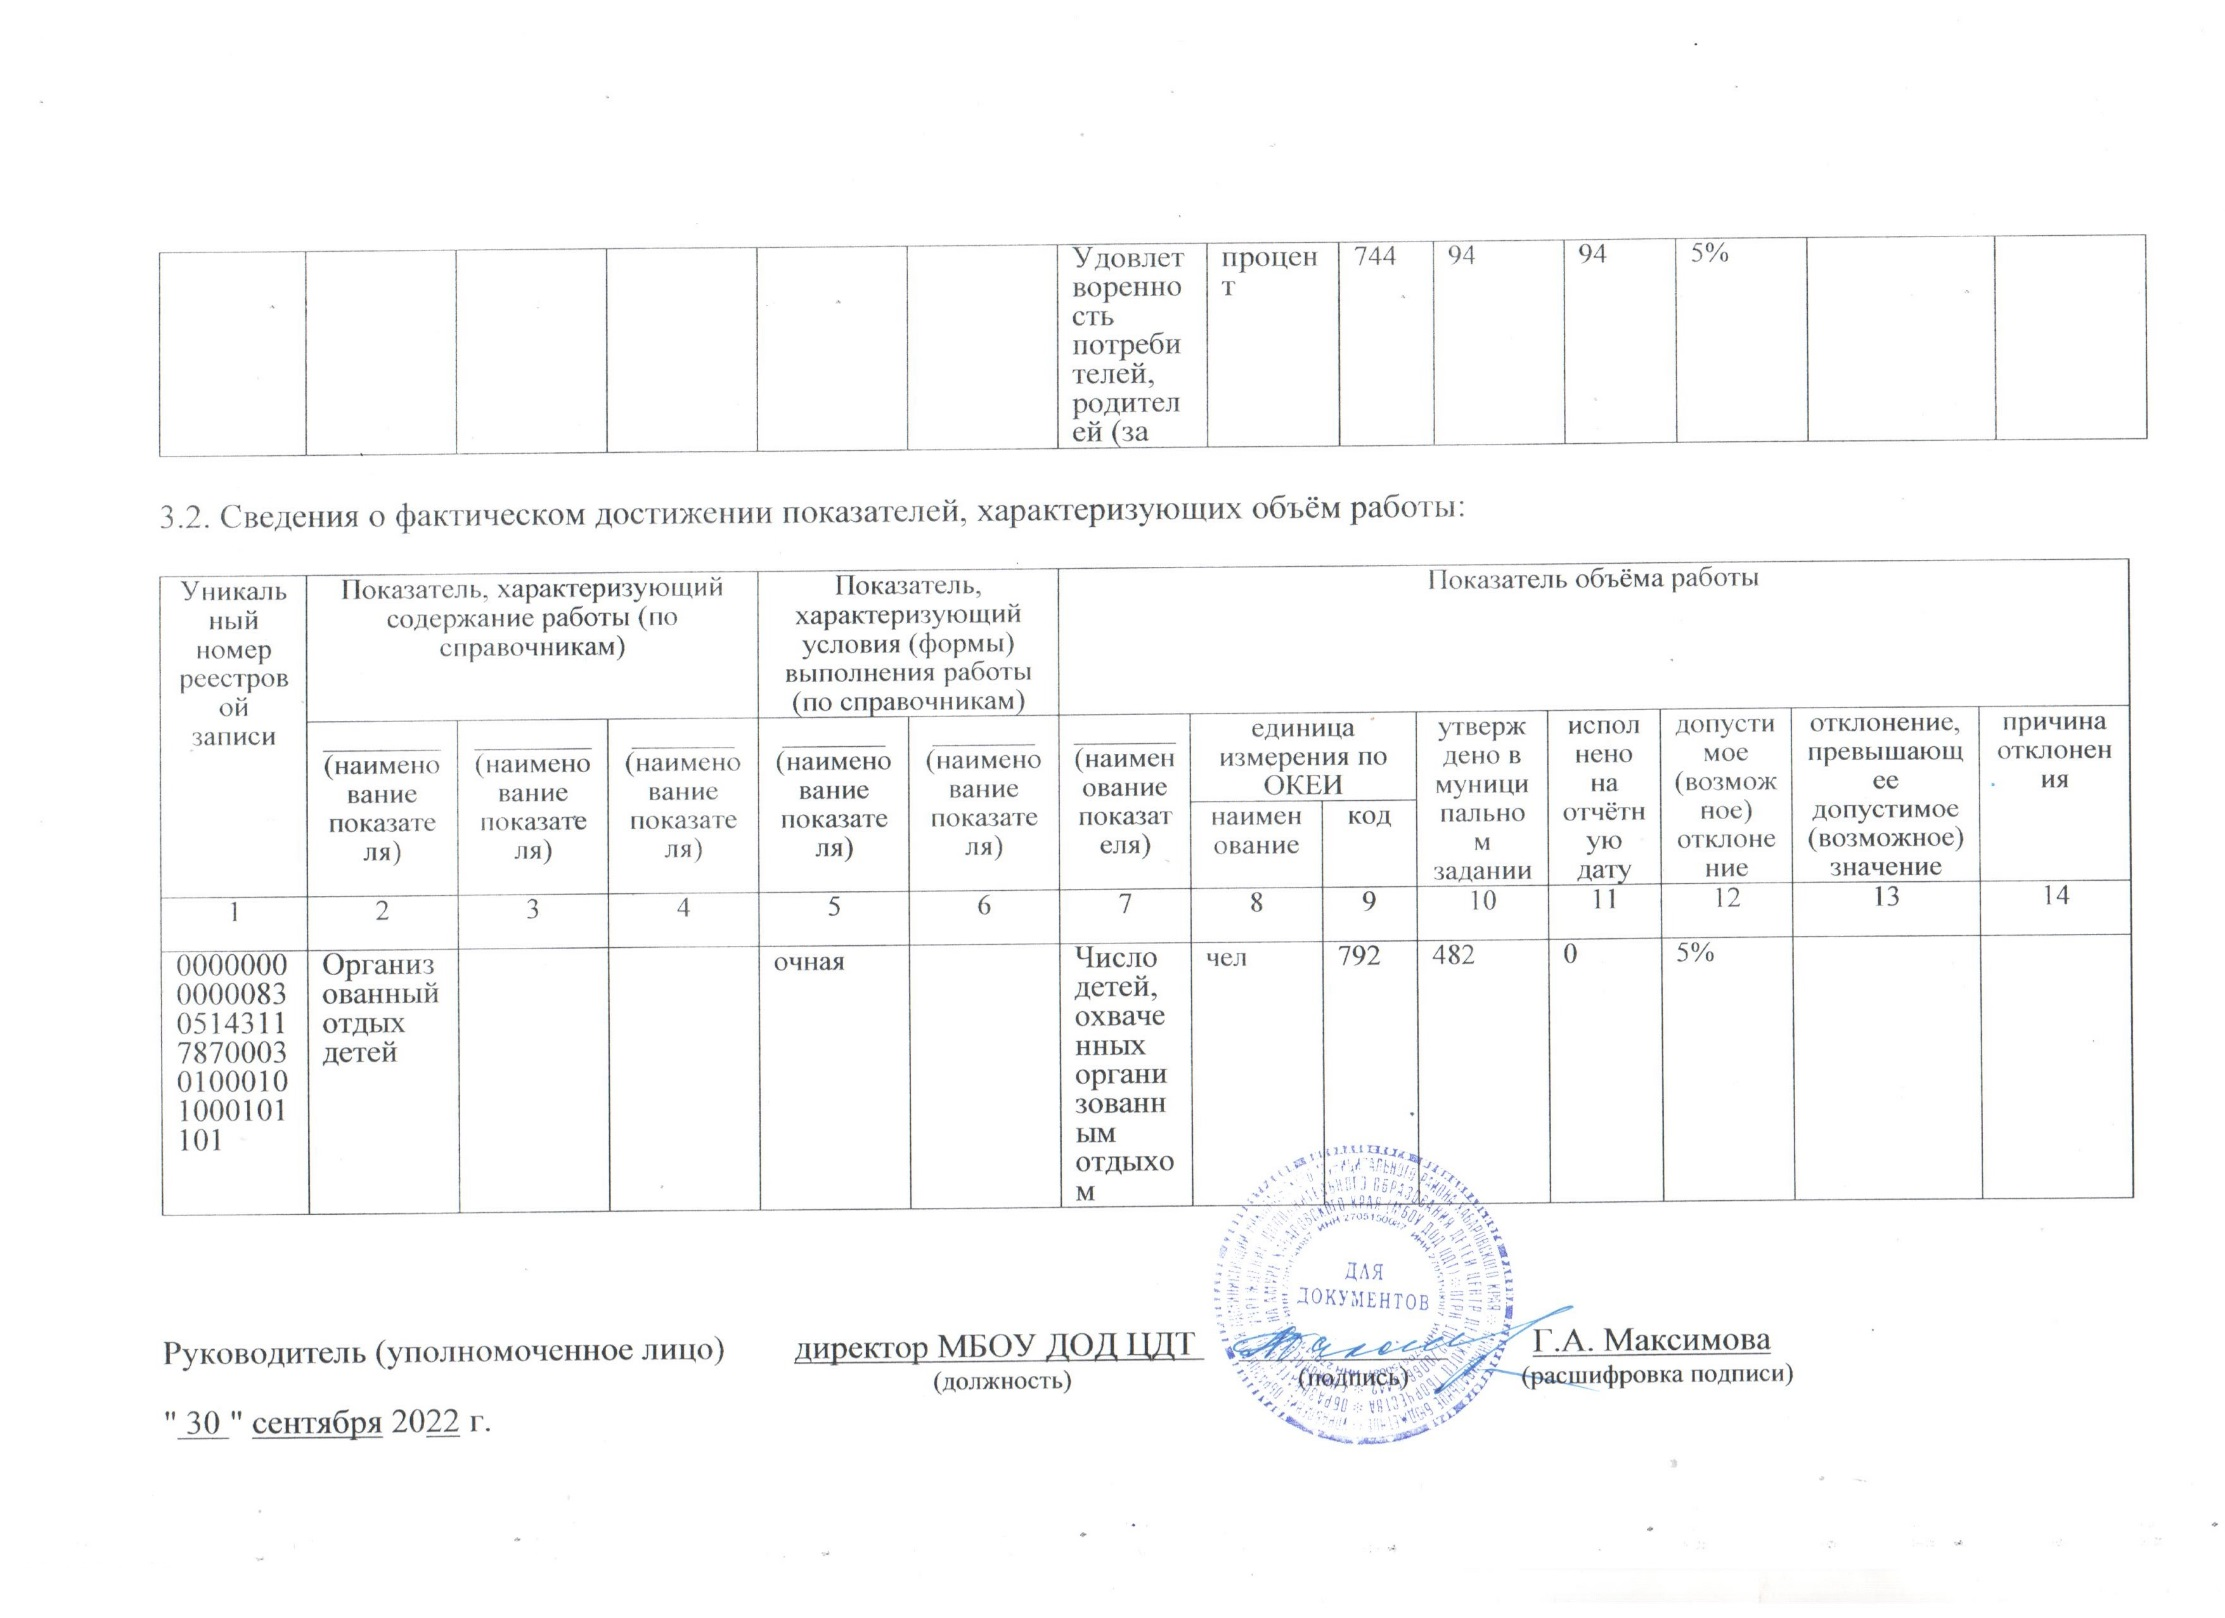 Удовлет
воренно
сть
потреби
телей,
родител
ей (за
процен
т
744
94
94
5%
3.2. Сведения о фактическом достижении показателей, характеризующих объём работы:
Уникаль
ный
номер
реестров
ой
записи
Показатель, характеризующий
содержание работы (по
справочникам)
Показатель,
характеризующий
условия (формы)
выполнения работы
(по справочникам)
Показатель объёма работы
(наимено
вание
показате
ля)
(наимено
вание
показате
ля)
(наимено
вание
показате
ля)
(наимено
вание
показате
ля)
(наимено
вание
показате
ля)
(наимен
ование
показат
еля)
единица
измерения по
ОКЕИ
наимен
ование
код
утверж
дено в
муници
пально
м
задании
испол
нено
на
отчётн
ую
дату
допусти
мое
(возмож
ное)
отклоне
ние
отклонение,
превышающ
ее
допустимое
(возможное)
значение
причина
отклонен
ия
1 2 3 4 5 6 7 8 9 10 11 12 13 14
0000000
0000083
0514311
7870003
0100010
1000101
101
Организ
ованный
отдых
детей
очная
Число
детей,
охваче
нных
органи
зованн
ым
отдыхо
м
чел
792
482
0
5%
ДЛЯ
ДОКУМЕНТОВ
Руководитель (уполномоченное лицо) директор МБОУ ДОД ЦДТ Г.А. Максимова
(должность) (подпись) (расшифровка подписи)
" 30 " сентября 2022 г.